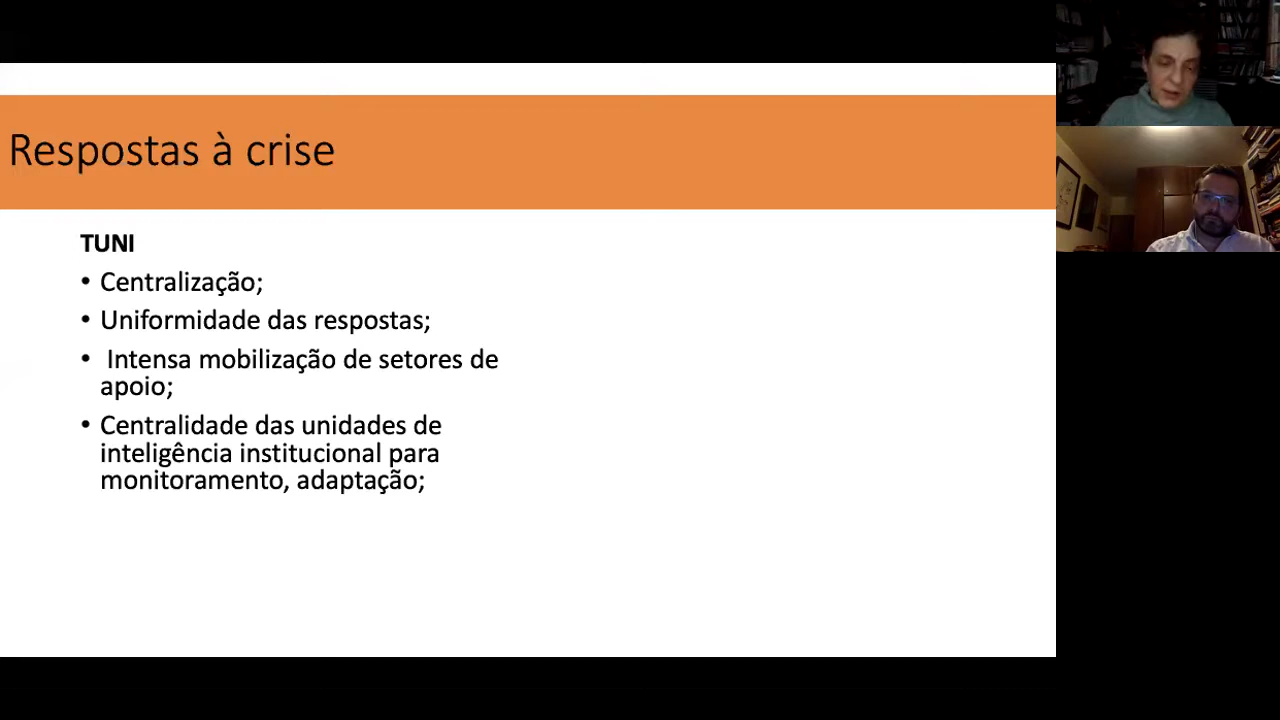 Respostas à crise
TUNI
• Centralização;
• Uniformidade das respostas;
• Intensa mobilização de setores de
apoio;
• Centralidade das unidades de
inteligência institucional para
monitoramento, adaptação;